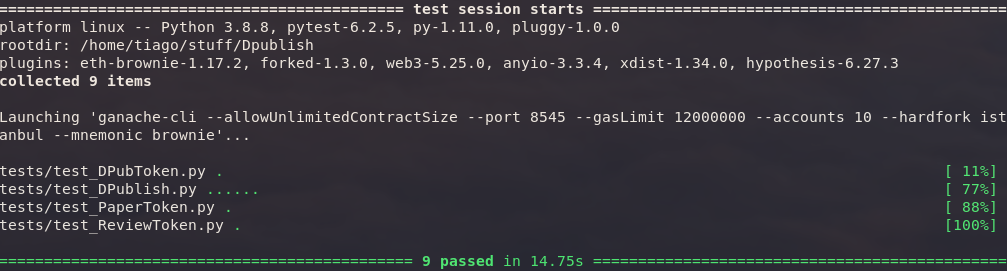 ============================================== test session starts ===============================================
platform linux -- Python 3.8.8, pytest-6.2.5, py-1.11.0, pluggy-1.0.0
rootdir: /home/tiago/stuff/Dpublish
plugins: eth-brownie-1.17.2, forked-1.3.0, web3-5.25.0, anyio-3.3.4, xdist-1.34.0, hypothesis-6.27.3
collected 9 items
Launching 'ganache-cli --allowUnlimitedContractSize --port 8545 --gasLimit 12000000 --accounts 10 --hardfork ist
anbul --mnemonic brownie'...
tests/test_DPubToken.py . [ 11%]
tests/test_DPublish.py ...... [ 77%]
tests/test_PaperToken.py . [ 88%]
tests/test_ReviewToken.py . [100%]
=============================================== 9 passed in 14.75s ===============================================